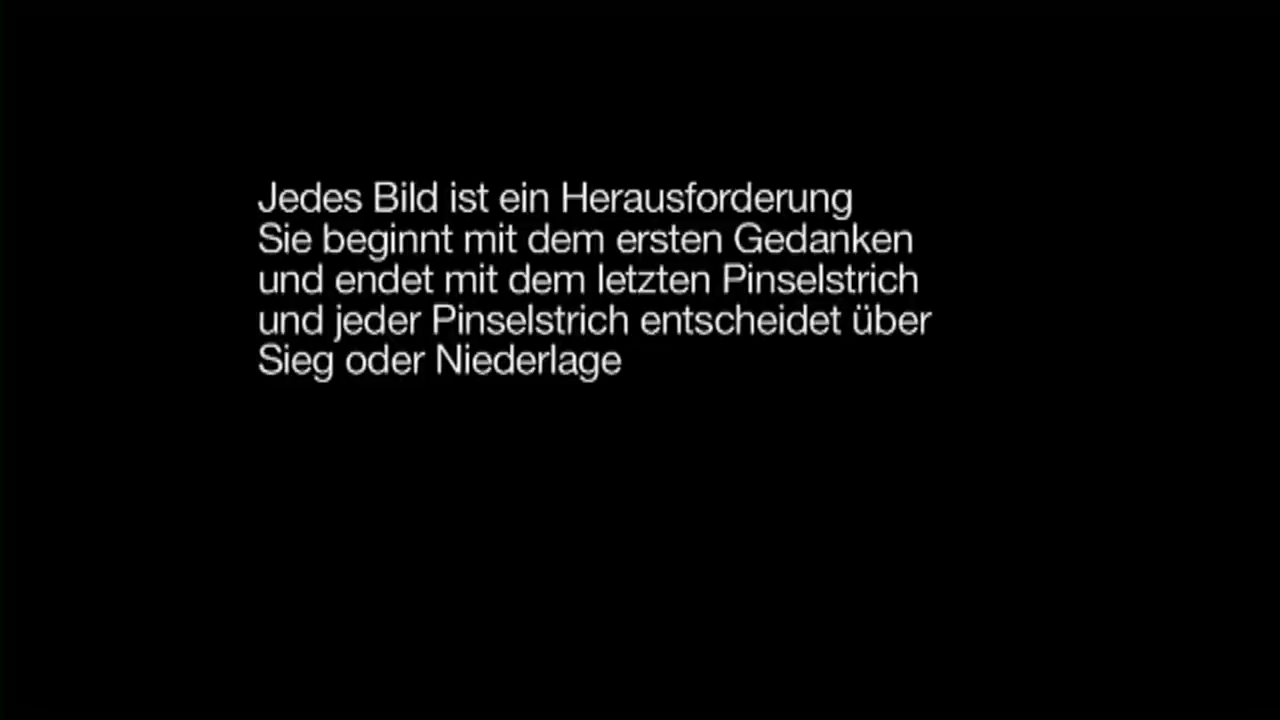 Jedes Bild ist ein Herausforderung
Sie beginnt mit dem ersten Gedanken
und endet mit dem letzten Pinselstrich
und jeder Pinselstrich entscheidet über
Sieg oder Niederlage